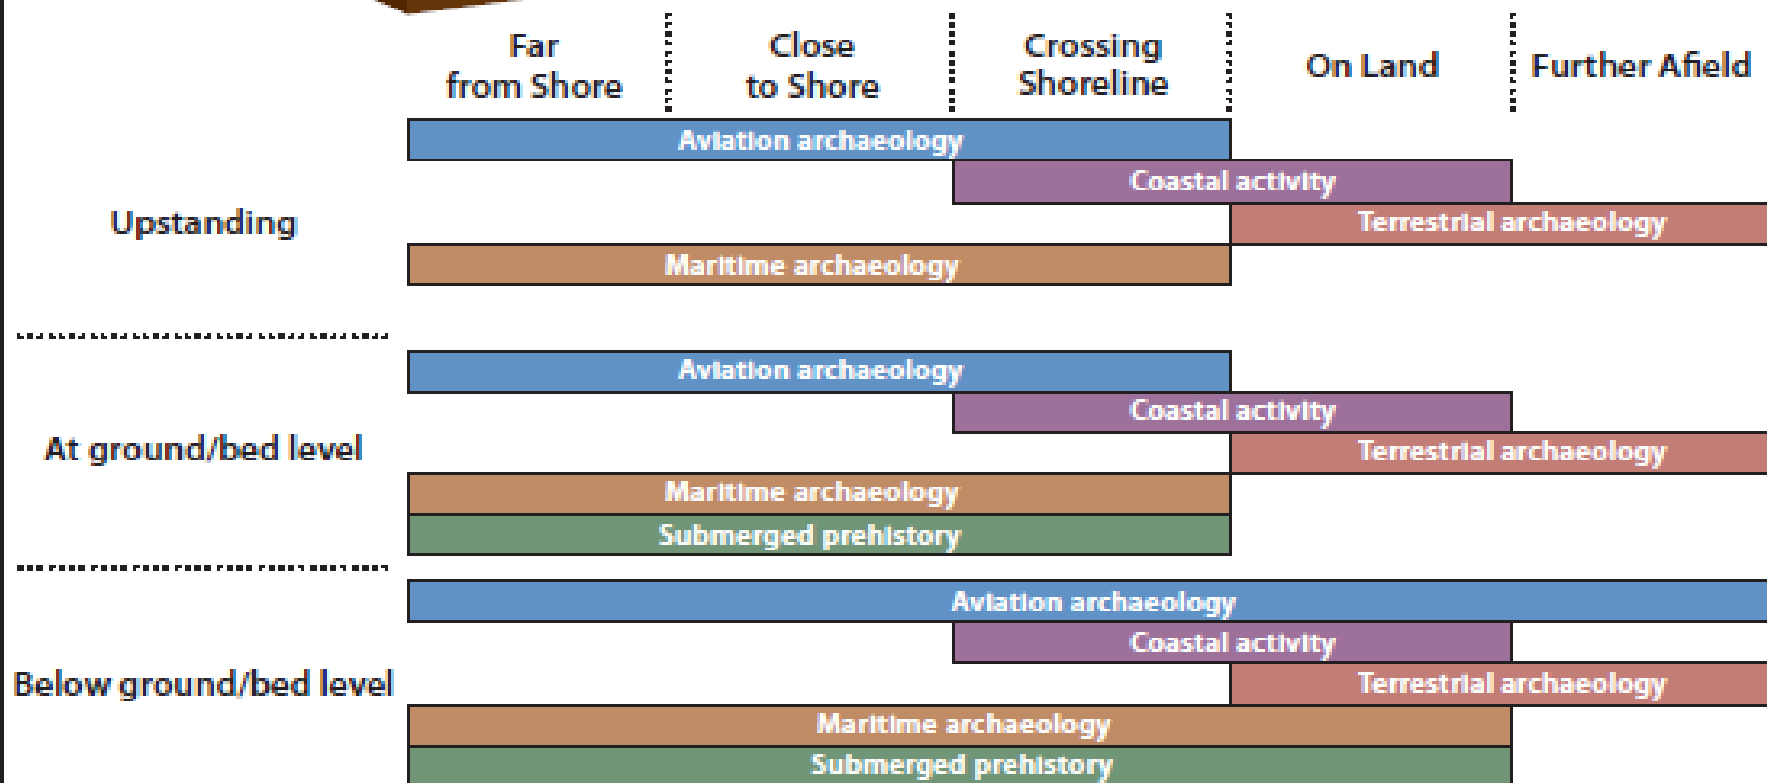 Far
from Shore
Close
to Shore
Crossing
Shoreline
On Land
Further Afield
Upstanding
Aviation archaeology
Coastal activity
Terrestrial archaeology
Maritime archaeology
At ground/bed level
Aviation archaeology
Coastal activity
Terrestrial archaeology
Maritime archaeology
Submerged prehistory
Below ground/bed level
Aviation archaeology
Coastal activity
Terrestrial archaeology
Maritime archaeology
Submerged prehistory